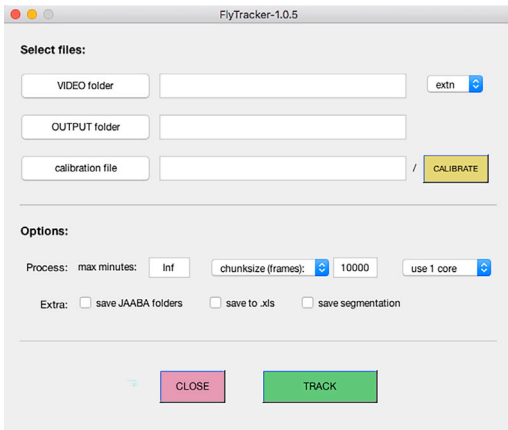 FlyTracker-1.0.5
Select files:
VIDEO folder
extn
OUTPUT folder
calibration file / CALIBRATE
Options:
Process: max minutes: Inf chunksize (frames): 10000 use 1 core
Extra: save JAABA folders save to .xls save segmentation
CLOSE TRACK